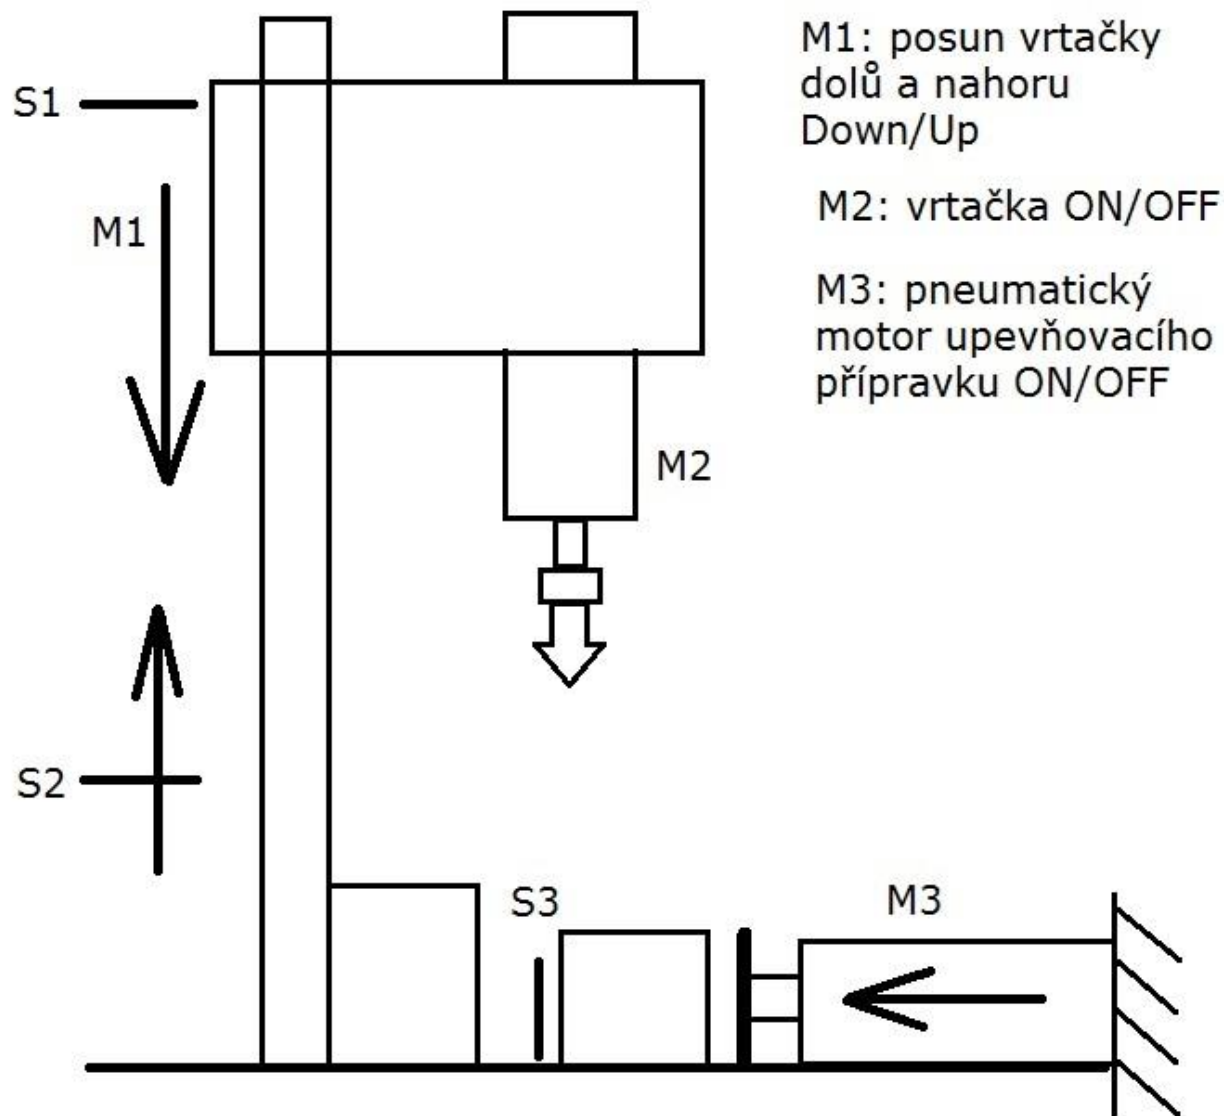 M1: posun vrtačky
dolů a nahoru
Down/Up
M2: vrtačka ON/OFF
M3: pneumatický
motor upevňovacího
přípravku ON/OFF
S1
M1
M2
S2
S3
M3